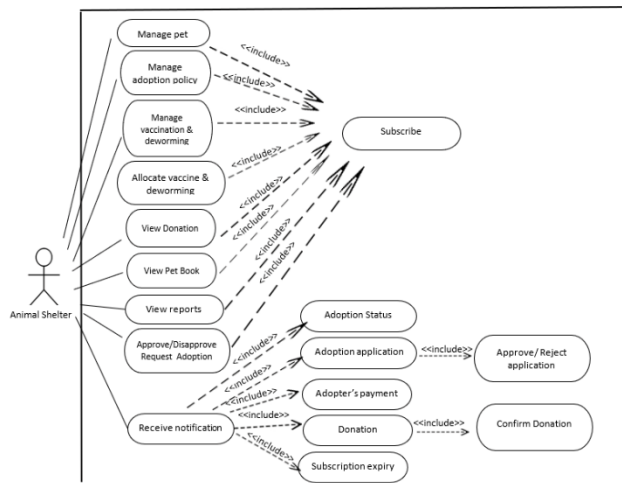 Manage pet
<<include>>
Manage
adoption policy
<<include>>
Manage
vaccination &
deworming
<<include>>
Subscribe
Allocate vaccine &
deworming
<<include>>
View Donation
<<include>>
View Pet Book
<<include>>
View reports
<<include>>
Approve/Disapprove
Request Adoption
<<include>>
Animal Shelter
Receive notification
<<include>>
Adoption Status
<<include>>
Adoption application
<<include>>
Approve/ Reject
application
<<include>>
Adopter's payment
<<include>>
Donation
<<include>>
Confirm Donation
<<include>>
Subscription expiry